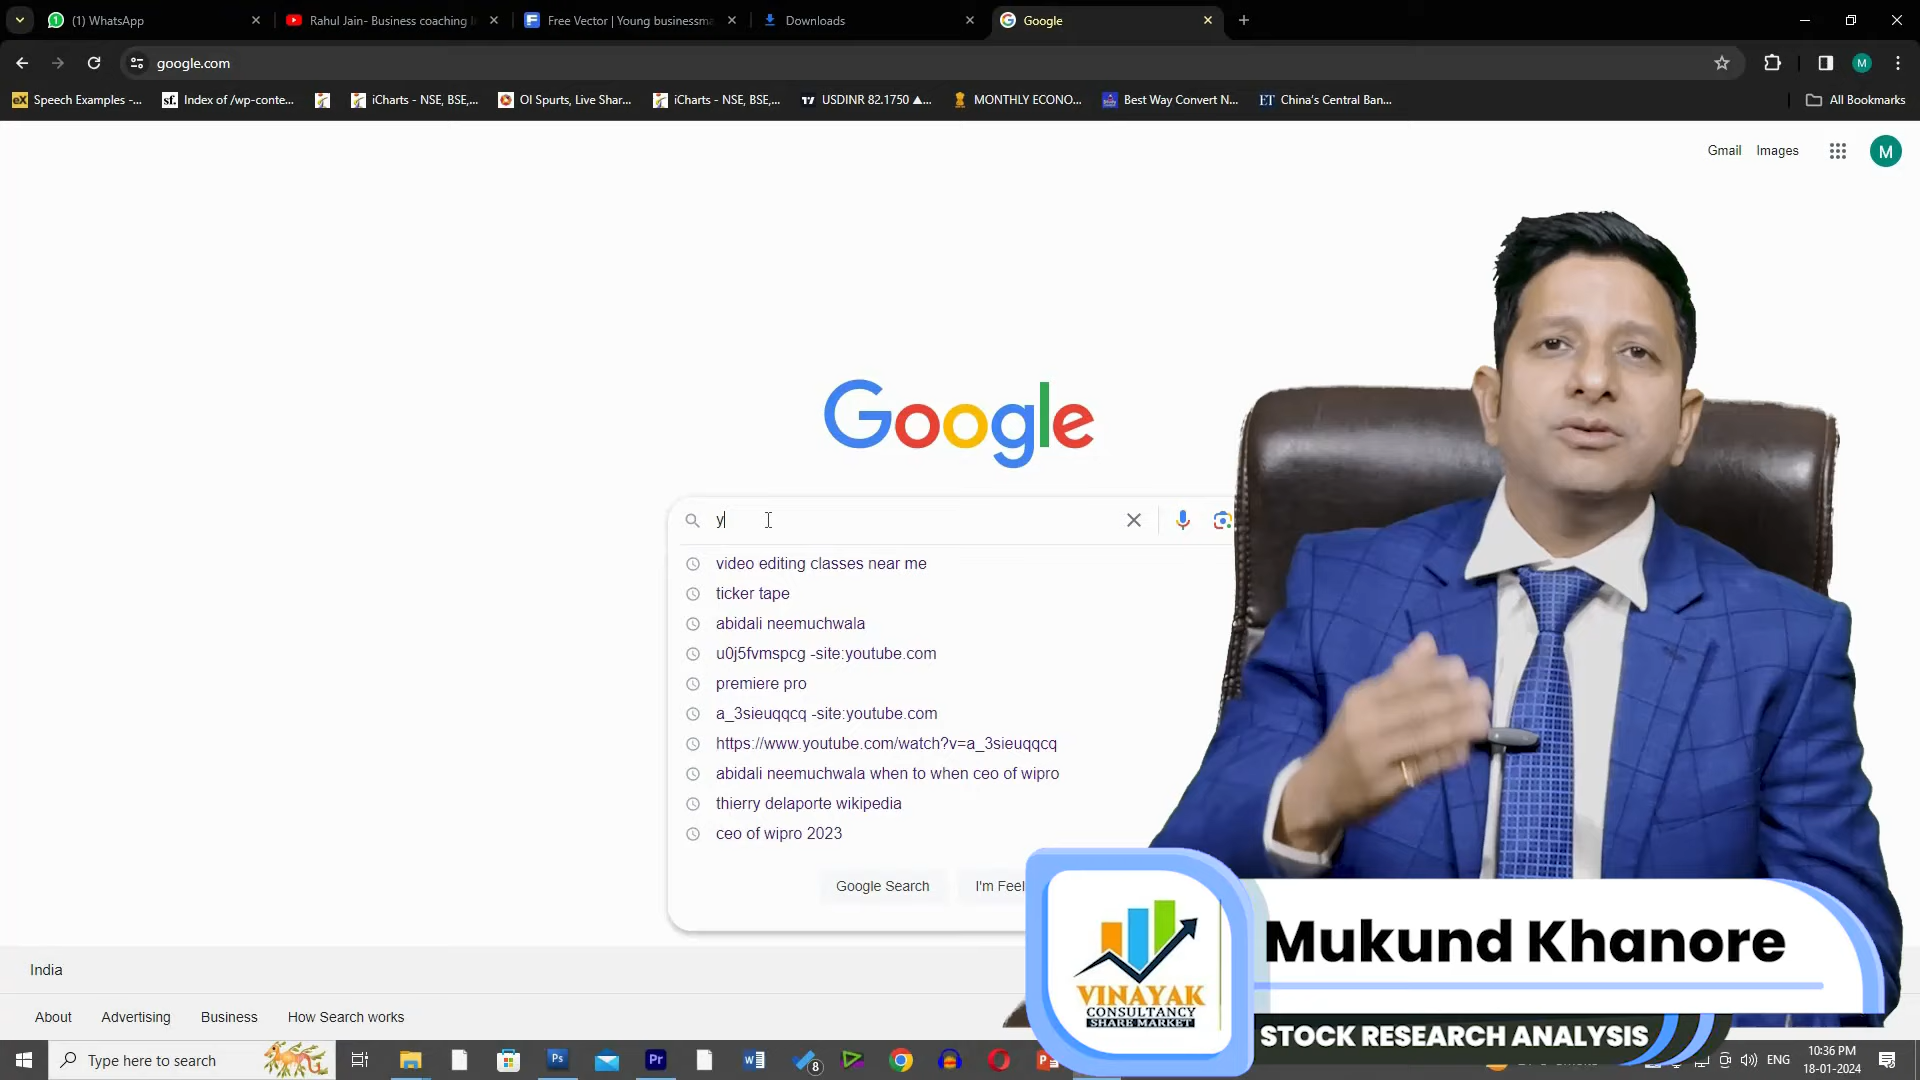 (1) WhatsApp
Rahul Jain- Business coaching
Free Vector | Young businessma
Downloads
Google
google.com
Speech Examples -...
Index of /wp-conte...
iCharts - NSE, BSE,...
OI Spurts, Live Shar...
iCharts - NSE, BSE,...
USDINR 82.1750 ▲...
MONTHLY ECONO...
Best Way Convert N...
China's Central Ban...
All Bookmarks
Gmail
Images
M
Google
y
video editing classes near me
ticker tape
abidali neemuchwala
u0j5fvmspcg -site:youtube.com
premiere pro
a_3sieuqqcq -site:youtube.com
https://www.youtube.com/watch?v=a_3sieuqqcq
abidali neemuchwala when to when ceo of wipro
thierry delaporte wikipedia
ceo of wipro 2023
Google Search
I'm Feel
Mukund Khanore
VINAYAK
CONSULTANCY
SHARE MARKET
STOCK RESEARCH ANALYSIS
India
About
Advertising
Business
How Search works
Type here to search
ENG
10:36 PM
18-01-2024